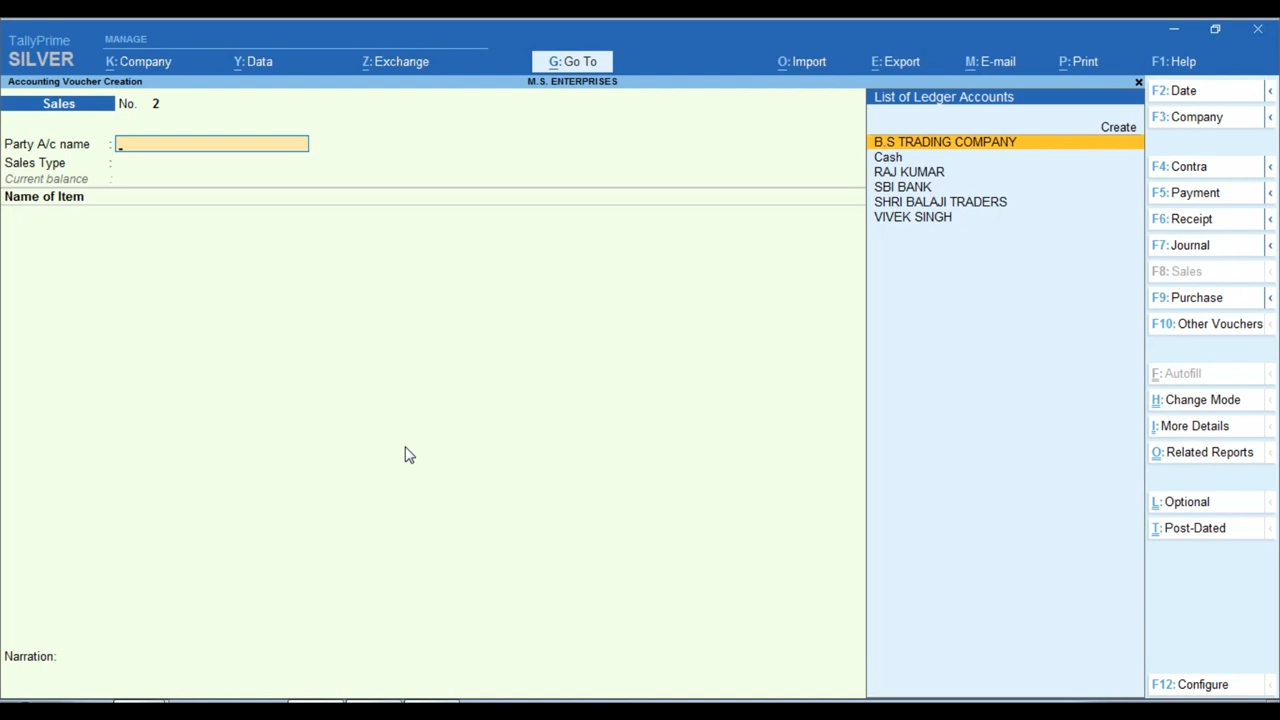 TallyPrime
SILVER
MANAGE
K: Company
Y: Data
Z: Exchange
G: Go To
O: Import
E: Export
M: E-mail
P: Print
F1: Help
Accounting Voucher Creation
M.S. ENTERPRISES
Sales No. 2
Party A/c name :
Sales Type :
Current balance :
Name of Item
Narration:
List of Ledger Accounts
Create
B.S TRADING COMPANY
Cash
RAJ KUMAR
SBI BANK
SHRI BALAJI TRADERS
VIVEK SINGH
F2: Date
F3: Company
F4: Contra
F5: Payment
F6: Receipt
F7: Journal
F8: Sales
F9: Purchase
F10: Other Vouchers
E: Autofill
H: Change Mode
I: More Details
O: Related Reports
L: Optional
T: Post-Dated
F12: Configure